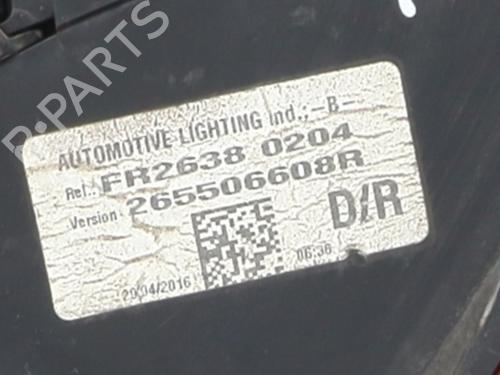 AUTOMOTIVE LIGHTING ind.:-B-
Ref.: FR2638 0204
Version 265506608R
D/R
29/04/2016 06:36
B-PARTS